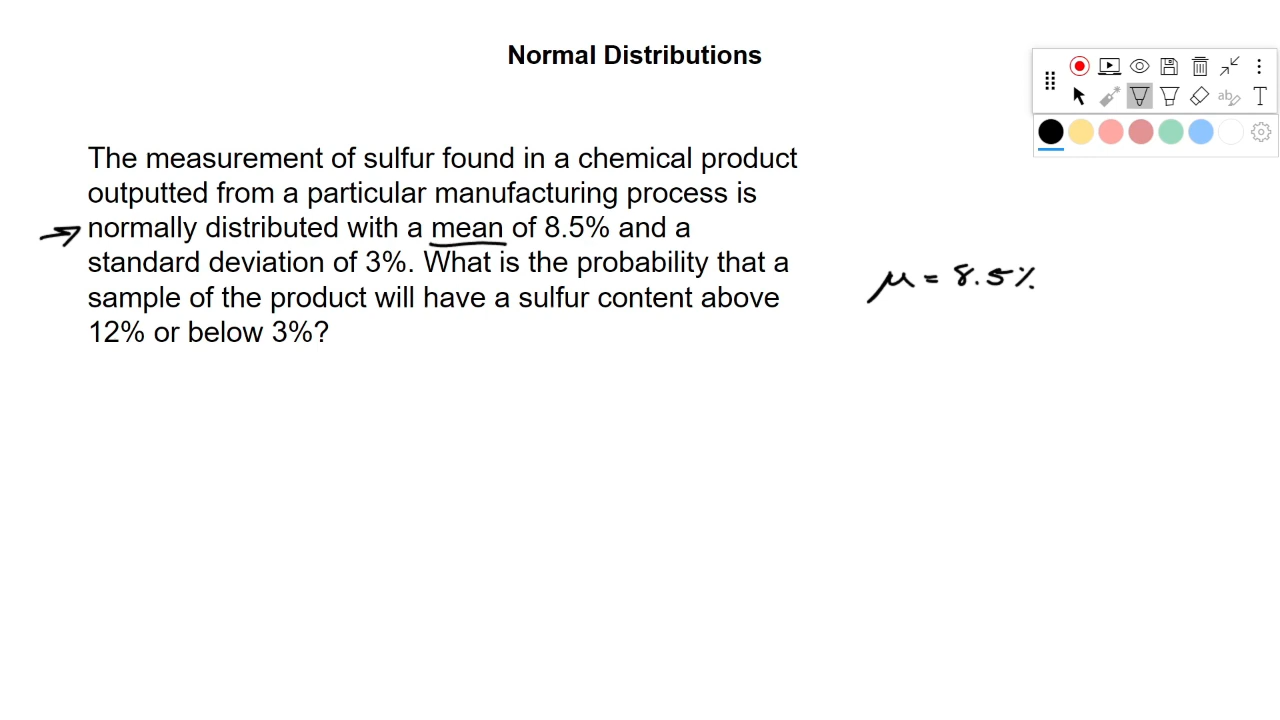 Normal Distributions
The measurement of sulfur found in a chemical product
outputted from a particular manufacturing process is
normally distributed with a mean of 8.5% and a
standard deviation of 3%. What is the probability that a
sample of the product will have a sulfur content above
12% or below 3%?
μ = 8.5%
ab
T